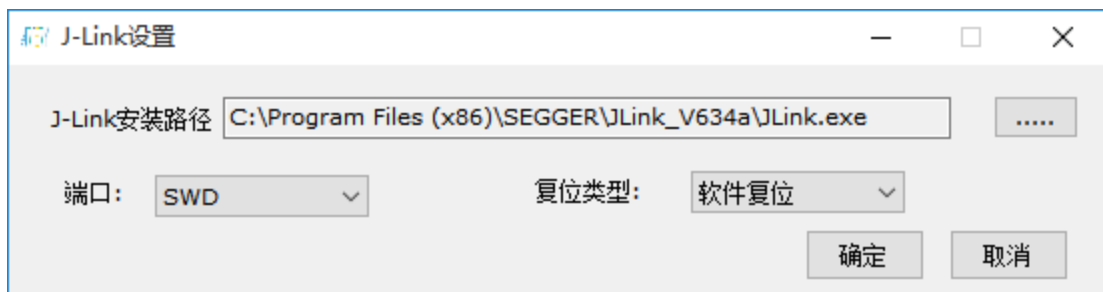 J-Link设置
J-Link安装路径 C:\Program Files (x86)\SEGGER\JLink_V634a\JLink.exe .....
端口: SWD 复位类型: 软件复位
确定 取消